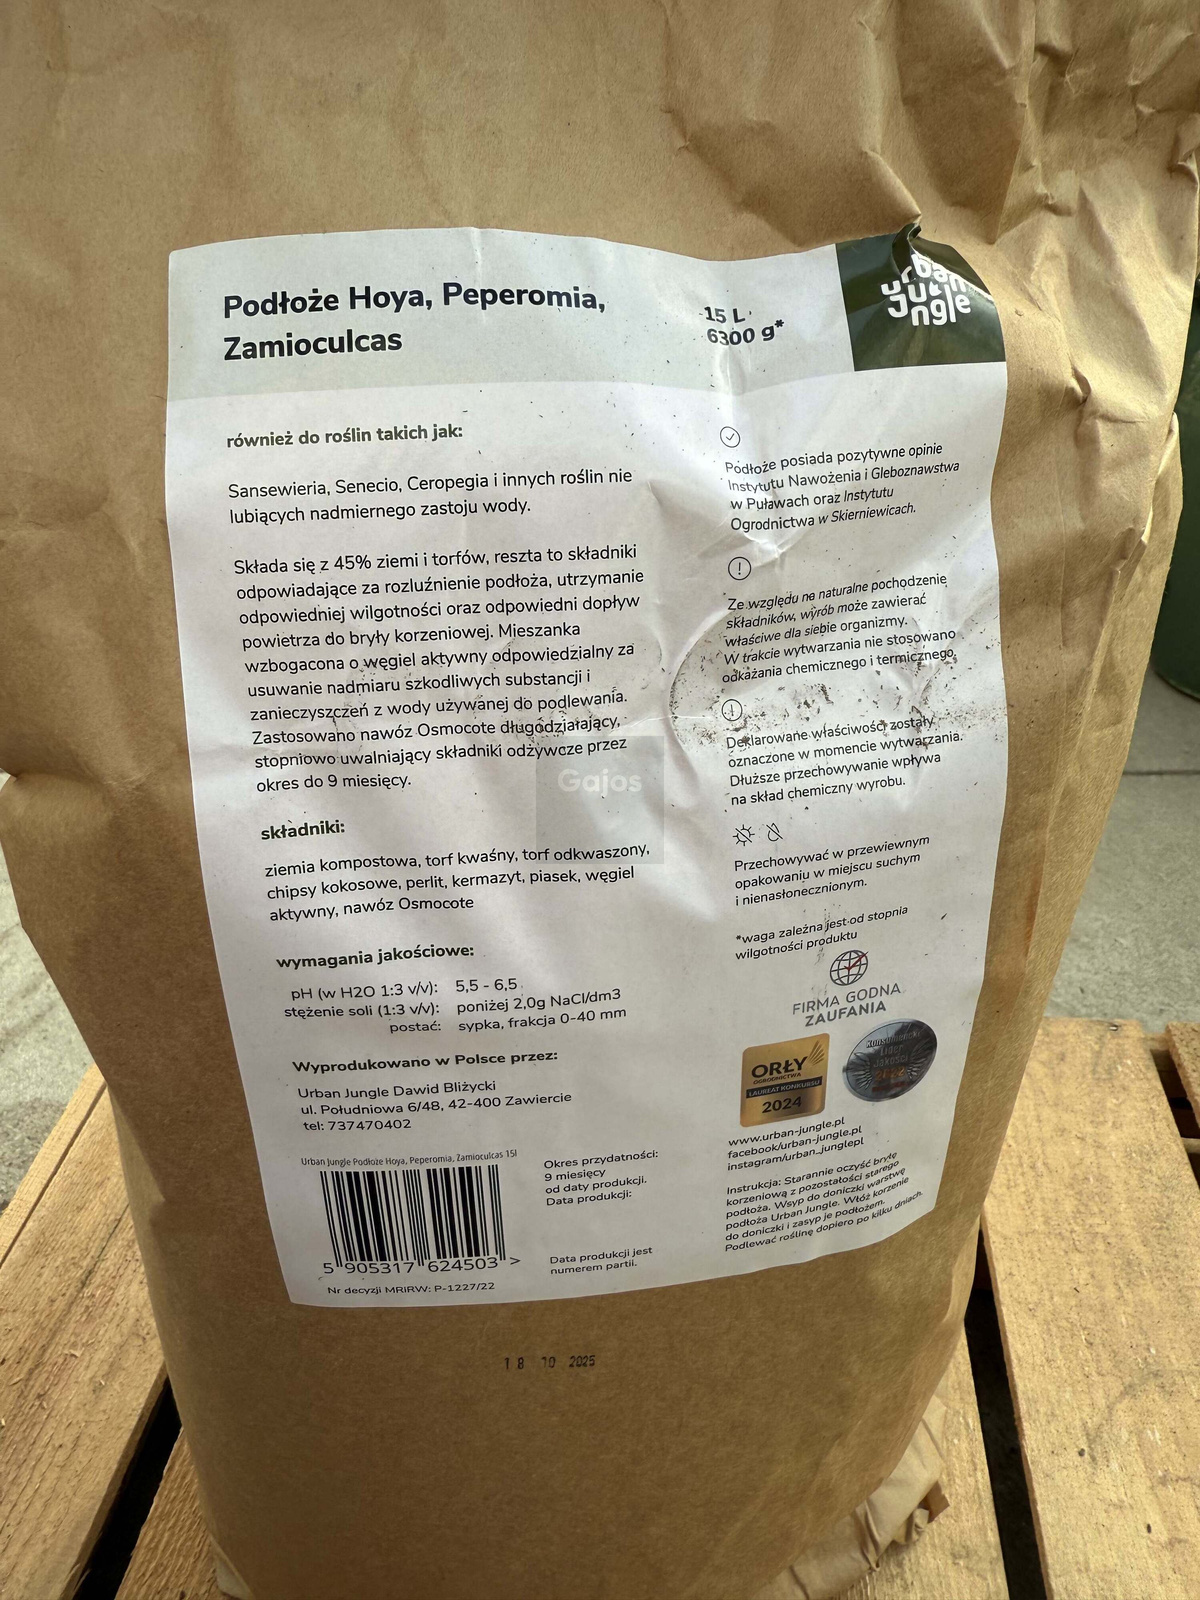 Podłoże Hoya, Peperomia,
Zamioculcas
15 L
6300 g*
urban
jungle
również do roślin takich jak:
Sansewieria, Senecio, Ceropegia i innych roślin nie
lubiących nadmiernego zastoju wody.
Składa się z 45% ziemi i torfów, reszta to składniki
odpowiadające za rozluźnienie podłoża, utrzymanie
odpowiedniej wilgotności oraz odpowiedni dopływ
powietrza do bryły korzeniowej. Mieszanka
wzbogacona o węgiel aktywny odpowiedzialny za
usuwanie nadmiaru szkodliwych substancji i
zanieczyszczeń z wody używanej do podlewania.
Zastosowano nawóz Osmocote długodziałający,
stopniowo uwalniający składniki odżywcze przez
okres do 9 miesięcy.
składniki:
ziemia kompostowa, torf kwaśny, torf odkwaszony,
chipsy kokosowe, perlit, kermazyt, piasek, węgiel
aktywny, nawóz Osmocote
wymagania jakościowe:
pH (w H2O 1:3 v/v): 5,5 - 6,5
stężenie soli (1:3 v/v): poniżej 2,0g NaCl/dm3
postać: sypka, frakcja 0-40 mm
Wyprodukowano w Polsce przez:
Urban Jungle Dawid Bliżycki
ul. Południowa 6/48, 42-400 Zawiercie
tel: 737470402
Urban Jungle Podłoże Hoya, Peperomia, Zamioculcas 15l
5 905317 624503 >
Nr decyzji MRiRW: P-1227/22
Okres przydatności:
9 miesięcy
od daty produkcji.
Data produkcji:
Data produkcji jest
numerem partii.
Podłoże posiada pozytywne opinie
Instytutu Nawożenia i Gleboznawstwa
w Puławach oraz Instytutu
Ogrodnictwa w Skierniewicach.
Ze względu na naturalne pochodzenie
składników, wyrób może zawierać
właściwe dla siebie organizmy.
W trakcie wytwarzania nie stosowano
odkażania chemicznego i termicznego.
Deklarowane właściwości zostały
oznaczone w momencie wytwarzania.
Dłuższe przechowywanie wpływa
na skład chemiczny wyrobu.
Przechowywać w przewiewnym
opakowaniu w miejscu suchym
i nienasłonecznionym.
*waga zależna jest od stopnia
wilgotności produktu
FIRMA GODNA
ZAUFANIA
ORŁY
OGRODNICTWA
LAUREAT KONKURSU
2024
Konsumencki
Lider
Jakości
www.urban-jungle.pl
facebook/urban-jungle.pl
instagram/urban_junglepl
Instrukcja: Starannie oczyść bryłę
korzeniową z pozostałości starego
podłoża. Wsyp do doniczki warstwę
podłoża Urban Jungle. Włóż korzenie
do doniczki i zasyp je podłożem.
Podlewać roślinę dopiero po kilku dniach.
18 10 2025
Gajos